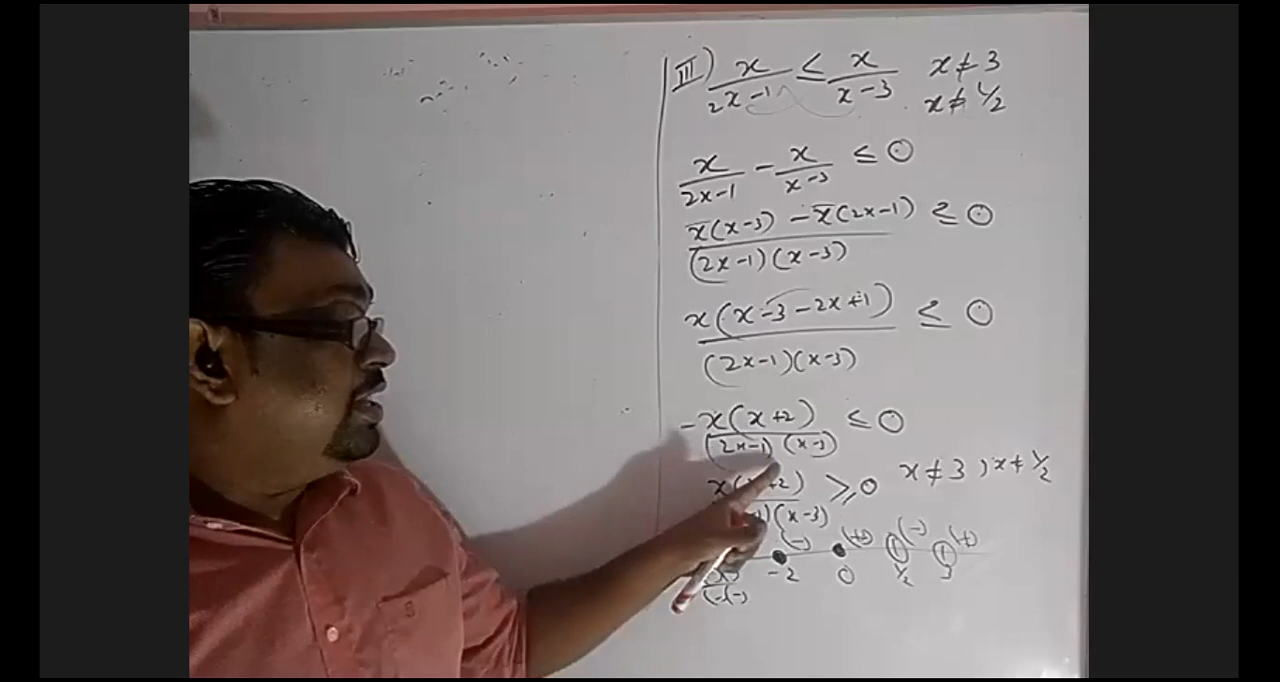 III) x/(2x-1) ≤ x/(x-3) x≠3
x≠1/2
x/(2x-1) - x/(x-3) ≤ 0
x(x-3) - x(2x-1) ≤ 0
(2x-1)(x-3)
x(x-3-2x+1) ≤ 0
(2x-1)(x-3)
-x(x+2) ≤ 0
(2x-1)(x-3)
≥ 0 x≠3, x≠1/2
(x-3)
(-) (+) (-) (+)
-2 0 1/2 3
(-)(-)